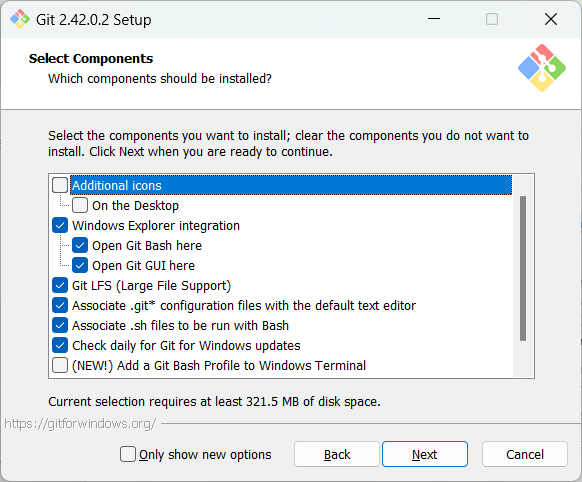 Git 2.42.0.2 Setup
Select Components
Which components should be installed?
Select the components you want to install; clear the components you do not want to
install. Click Next when you are ready to continue.
Additional icons
On the Desktop
Windows Explorer integration
Open Git Bash here
Open Git GUI here
Git LFS (Large File Support)
Associate .git* configuration files with the default text editor
Associate .sh files to be run with Bash
Check daily for Git for Windows updates
(NEW!) Add a Git Bash Profile to Windows Terminal
Current selection requires at least 321.5 MB of disk space.
https://gitforwindows.org/
Only show new options
Back
Next
Cancel